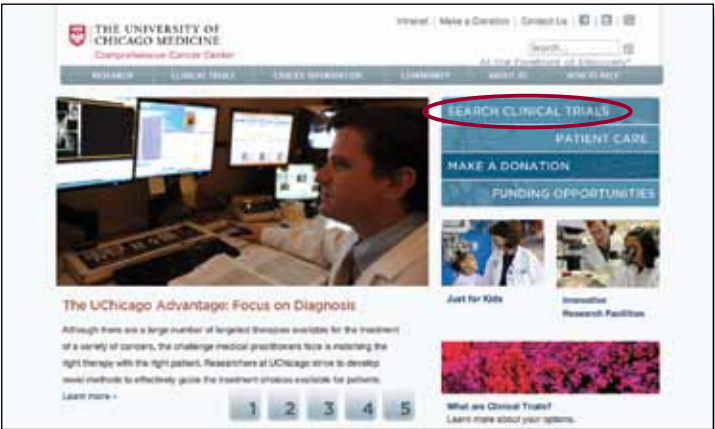 THE UNIVERSITY OF
CHICAGO MEDICINE
Comprehensive Cancer Center
Intranet | Make a Donation | Contact Us
Search...
At the Forefront of Discovery
RESEARCH CLINICAL TRIALS CANCER INFORMATION COMMUNITY ABOUT US HOW TO HELP
SEARCH CLINICAL TRIALS
PATIENT CARE
MAKE A DONATION
FUNDING OPPORTUNITIES
Just for Kids
Innovative
Research Facilities
The UChicago Advantage: Focus on Diagnosis
Although there are a large number of targeted therapies available for the treatment
of a variety of cancers, the challenge medical practitioners face is matching the
right therapy with the right patient. Researchers at UChicago strive to develop
novel methods to effectively guide the treatment choices available for patients.
Learn more
1 2 3 4 5
What are Clinical Trials?
Learn more about your options.